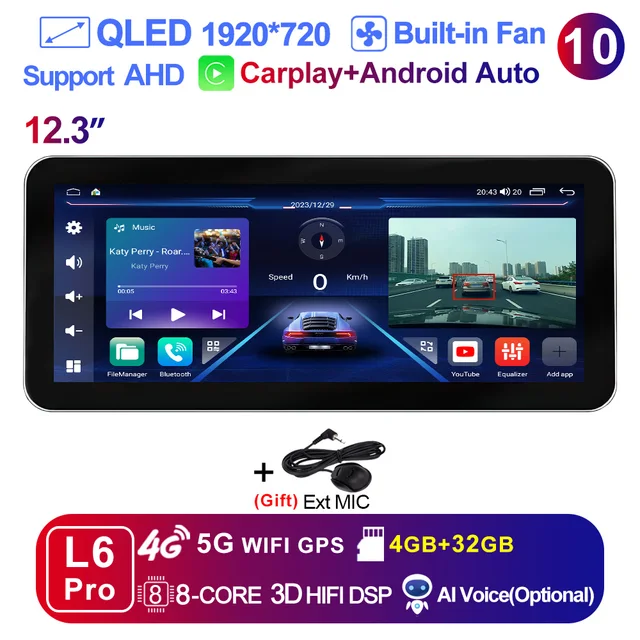 QLED 1920*720 Built-in Fan
Support AHD Carplay+Android Auto
10
12.3”
20:43 20
2023/12/29
Music
Katy Perry - Roar....
Katy Perry
00:05 03:43
N
W E
S
Speed 0 Km/h
FileManager Bluetooth YouTube Equalizer Add app
+
(Gift) Ext MIC
L6 Pro
4G 5G WIFI GPS 4GB+32GB
8 8-CORE 3D HIFI DSP AI Voice(Optional)